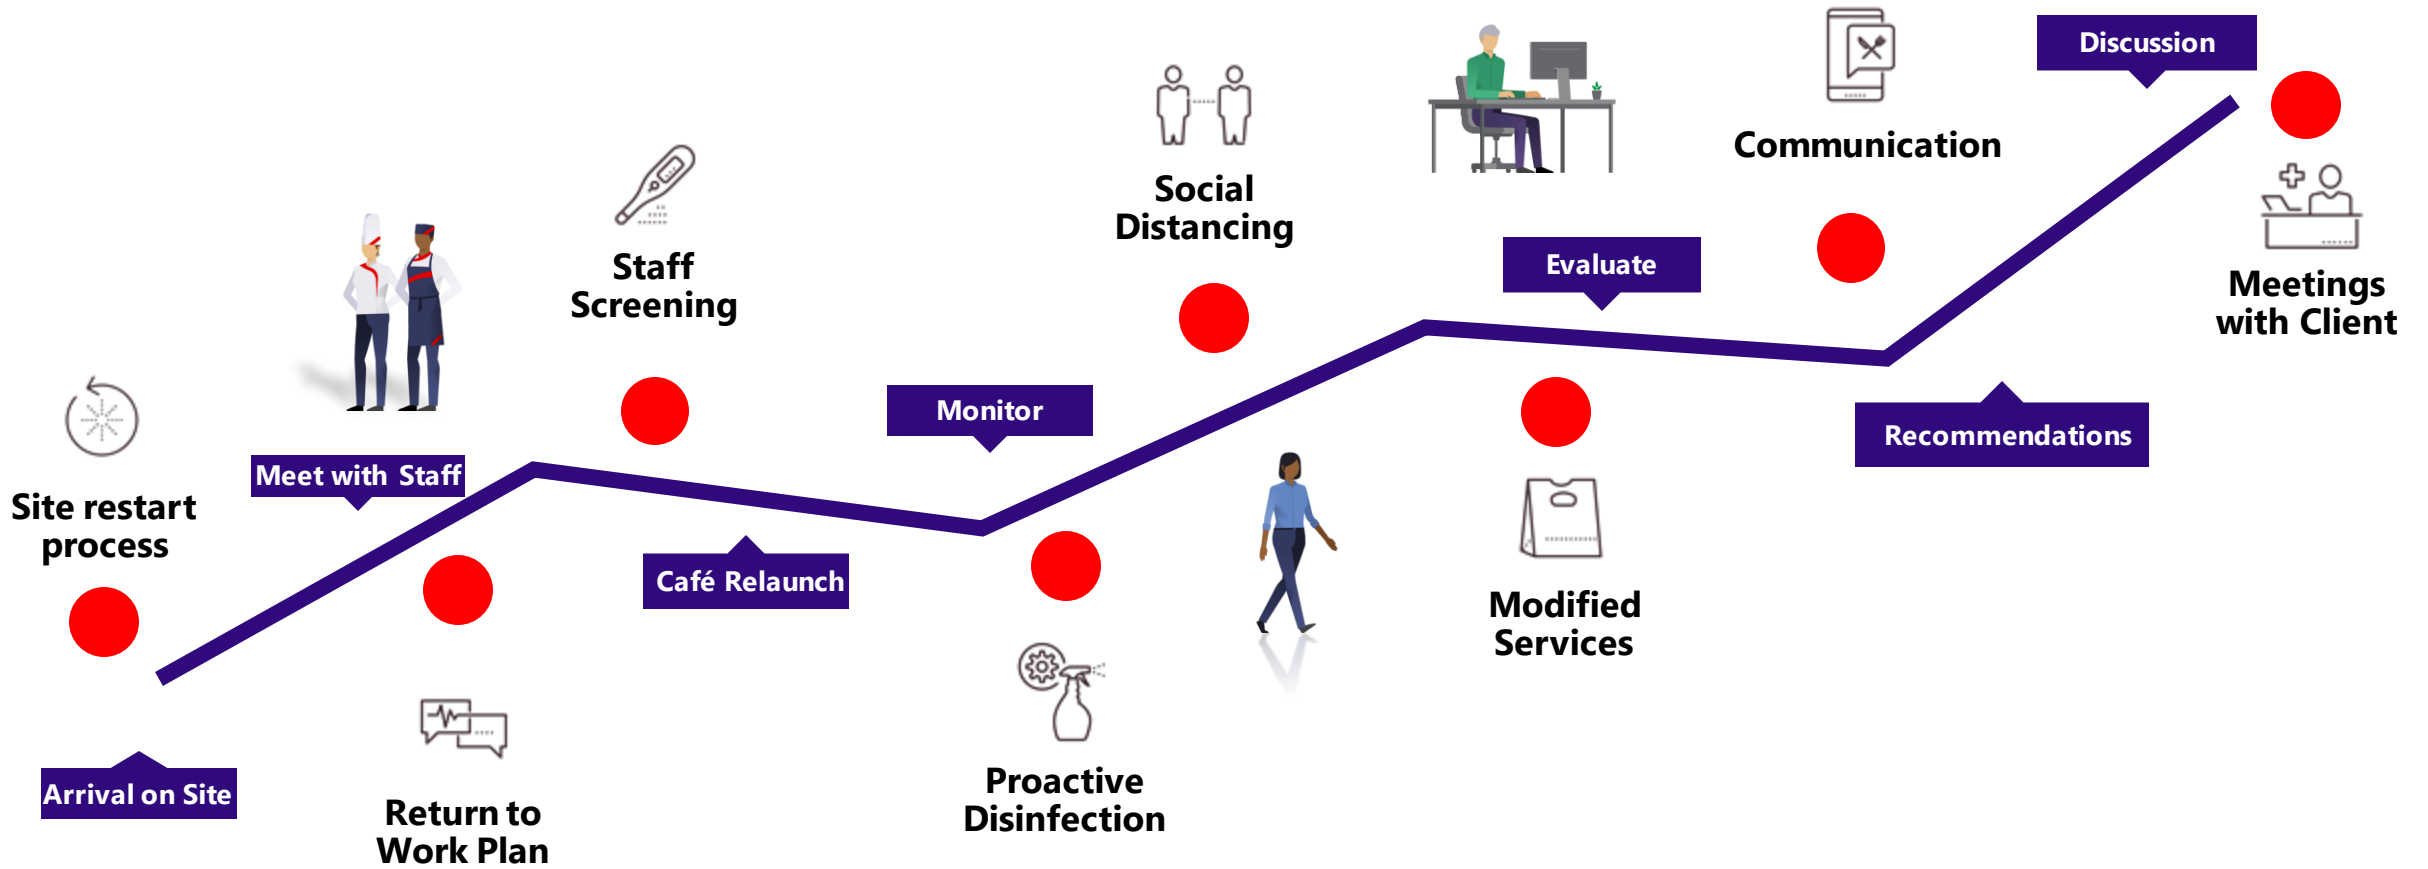 Site restart
process
Arrival on Site
Meet with Staff
Return to
Work Plan
Staff
Screening
Café Relaunch
Monitor
Proactive
Disinfection
Social
Distancing
Evaluate
Modified
Services
Communication
Recommendations
Discussion
Meetings
with Client